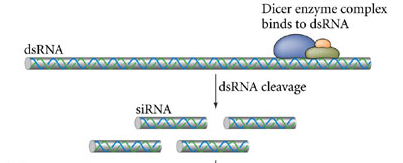 Dicer enzyme complex
binds to dsRNA
dsRNA
dsRNA cleavage
siRNA